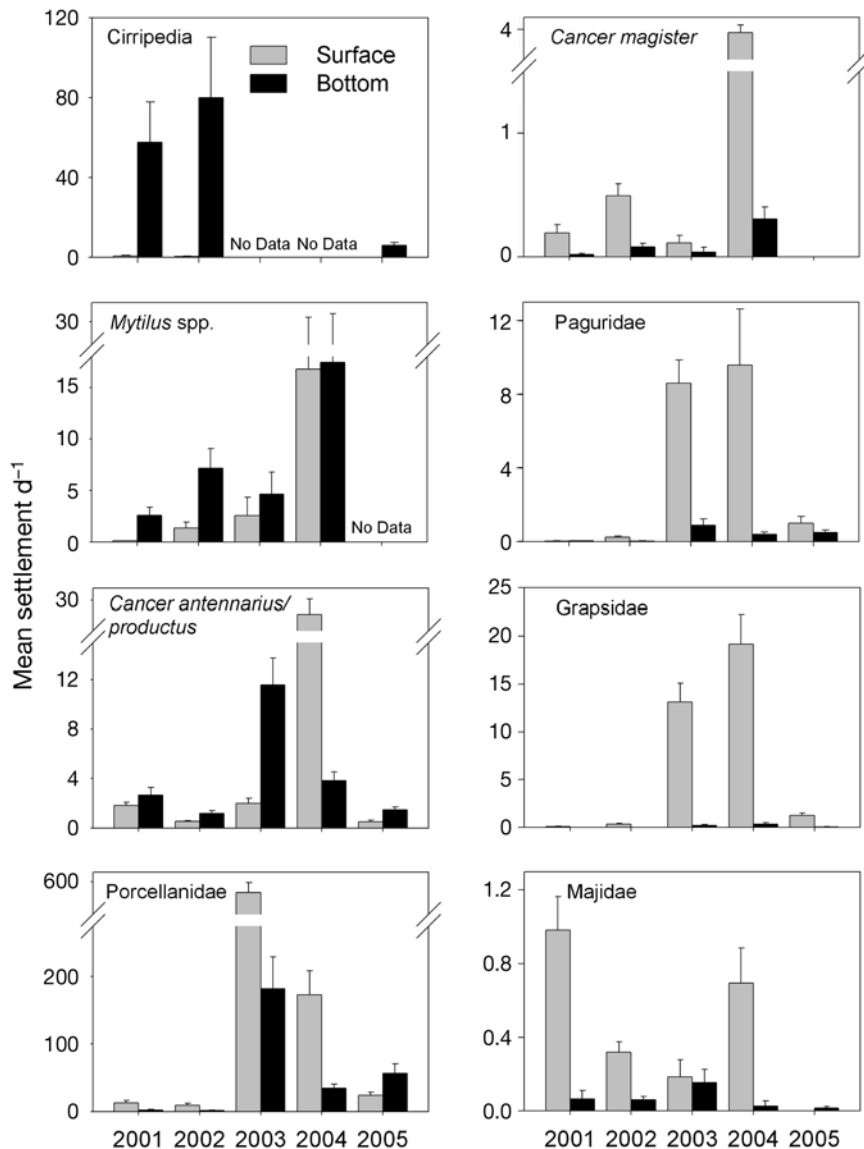 Mean settlement d⁻¹
Cirripedia
Surface
Bottom
120
80
40
0
No Data No Data
Cancer magister
4
1
0
Mytilus spp.
30
15
10
5
0
No Data
Paguridae
12
8
4
0
Cancer antennarius/
productus
30
12
8
4
2
0
Grapsidae
25
20
15
10
5
0
Porcellanidae
600
200
100
0
2001 2002 2003 2004 2005
Majidae
1.2
0.8
0.4
0.0
2001 2002 2003 2004 2005